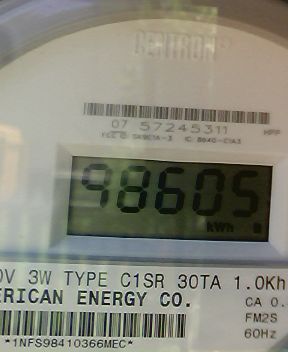 CENTRON
07 57245311
98605
kWh
0V 3W TYPE C1SR 30TA 1.0Kh
ERICAN ENERGY CO.
CA 0.
FM2S
60Hz
*1NFS98410366MEC*